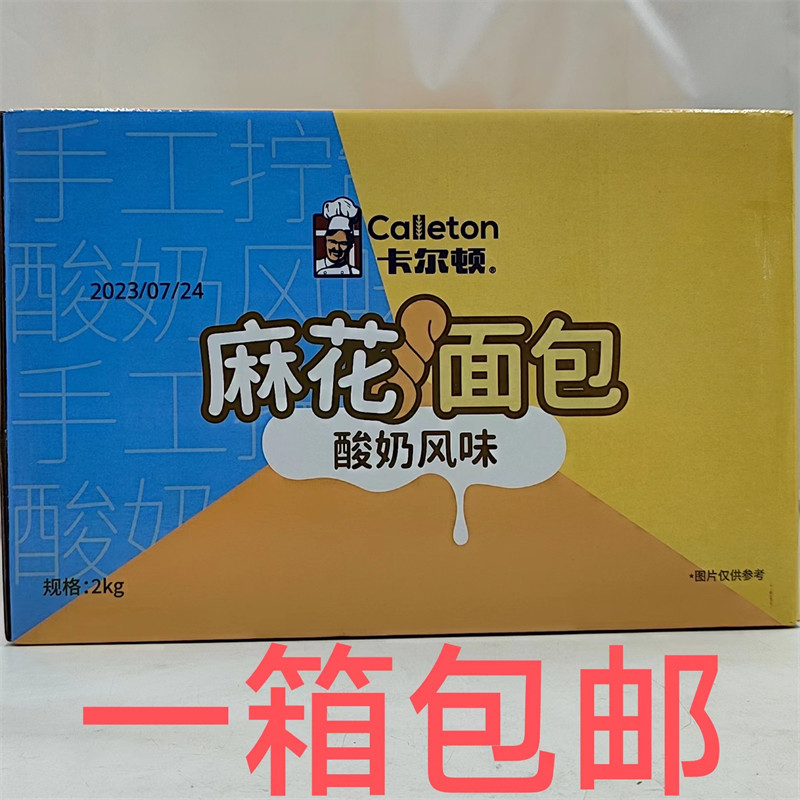 手工拧
酸奶风味
手工拧
酸奶
Calleton
卡尔顿®
2023/07/24
麻花面包
酸奶风味
规格:2kg
*图片仅供参考
一箱包邮